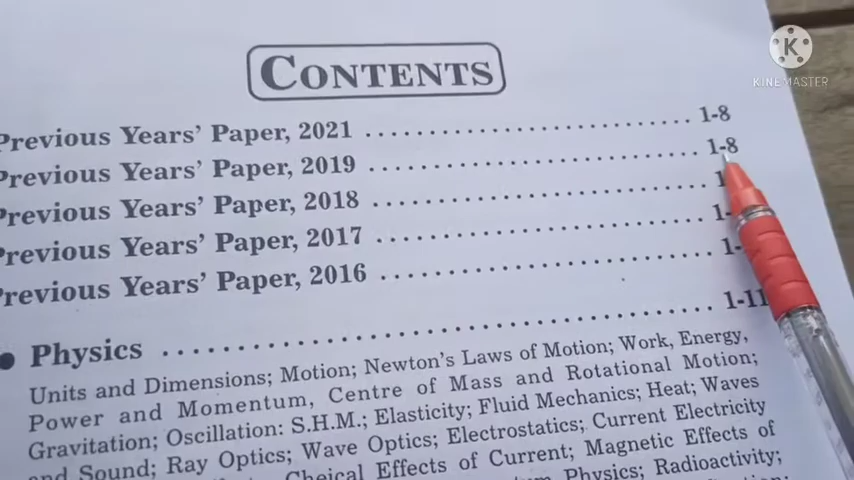 CONTENTS
K
KINEMASTER
Previous Years' Paper, 2021 1-8
Previous Years' Paper, 2019 1-8
Previous Years' Paper, 2018
Previous Years' Paper, 2017
Previous Years' Paper, 2016
● Physics 1-11
Units and Dimensions; Motion; Newton's Laws of Motion; Work, Energy,
Power and Momentum, Centre of Mass and Rotational Motion;
Gravitation; Oscillation: S.H.M.; Elasticity; Fluid Mechanics; Heat; Waves
and Sound; Ray Optics; Wave Optics; Electrostatics; Current Electricity
Effects of Current; Magnetic Effects of
Physics; Radioactivity;